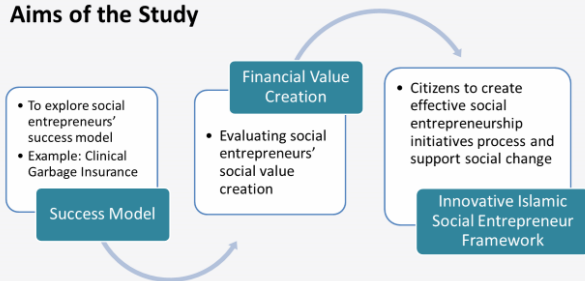 Aims of the Study
• To explore social
entrepreneurs'
success model
• Example: Clinical
Garbage Insurance
Success Model
Financial Value
Creation
• Evaluating social
entrepreneurs'
social value
creation
• Citizens to create
effective social
entrepreneurship
initiatives process and
support social change
Innovative Islamic
Social Entrepreneur
Framework